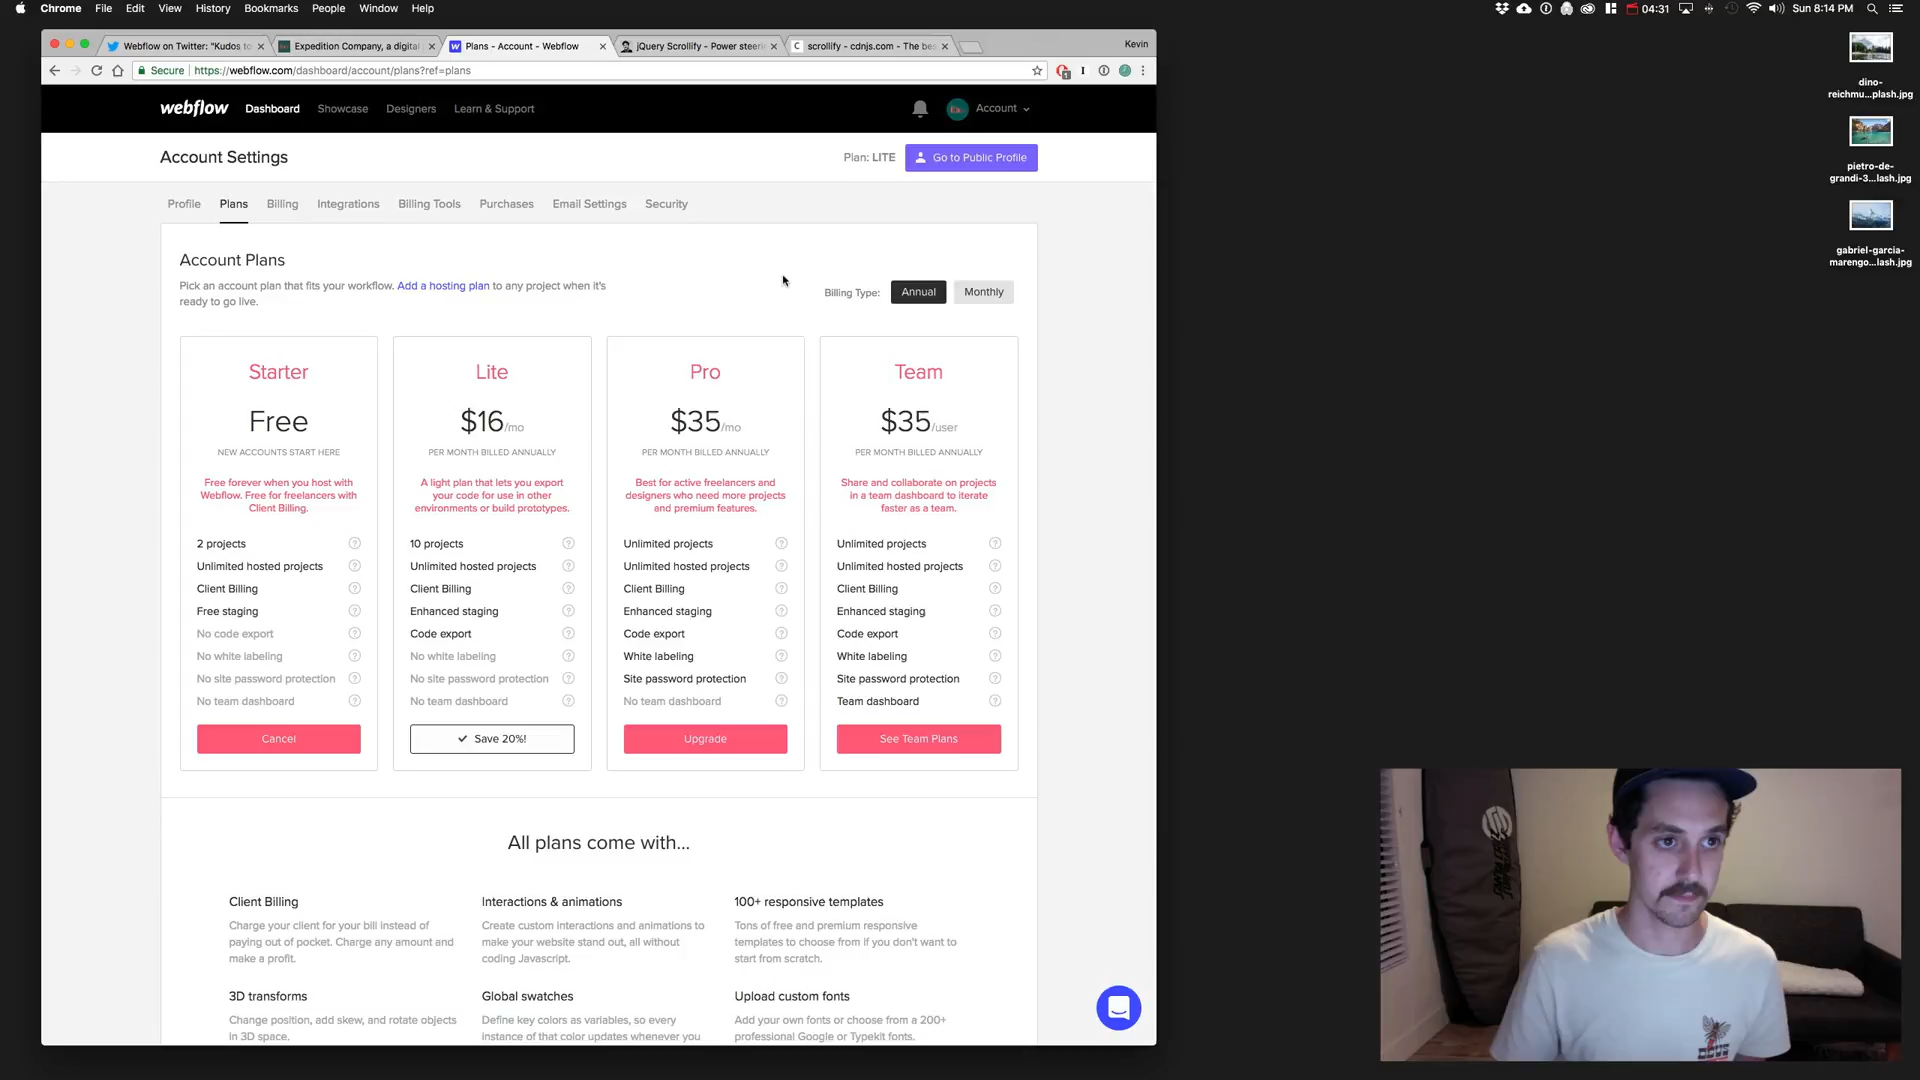 Chrome File Edit View History Bookmarks People Window Help
04:31 Sun 8:14 PM
Webflow on Twitter: "Kudos to
Expedition Company, a digital
Plans - Account - Webflow
jQuery Scrollify - Power steeri
scrollify - cdnjs.com - The bes
Kevin
Secure https://webflow.com/dashboard/account/plans?ref=plans
webflow Dashboard Showcase Designers Learn & Support Account
Account Settings
Plan: LITE Go to Public Profile
Profile Plans Billing Integrations Billing Tools Purchases Email Settings Security
Account Plans
Pick an account plan that fits your workflow. Add a hosting plan to any project when it's
ready to go live.
Billing Type: Annual Monthly
Starter
Free
NEW ACCOUNTS START HERE
Free forever when you host with
Webflow. Free for freelancers with
Client Billing.
2 projects
Unlimited hosted projects
Client Billing
Free staging
No code export
No white labeling
No site password protection
No team dashboard
Cancel
Lite
$16/mo
PER MONTH BILLED ANNUALLY
A light plan that lets you export
your code for use in other
environments or build prototypes.
10 projects
Unlimited hosted projects
Client Billing
Enhanced staging
Code export
No white labeling
No site password protection
No team dashboard
Save 20%!
Pro
$35/mo
PER MONTH BILLED ANNUALLY
Best for active freelancers and
designers who need more projects
and premium features.
Unlimited projects
Unlimited hosted projects
Client Billing
Enhanced staging
Code export
White labeling
Site password protection
No team dashboard
Upgrade
Team
$35/user
PER MONTH BILLED ANNUALLY
Share and collaborate on projects
in a team dashboard to iterate
faster as a team.
Unlimited projects
Unlimited hosted projects
Client Billing
Enhanced staging
Code export
White labeling
Site password protection
Team dashboard
See Team Plans
All plans come with...
Client Billing
Charge your client for your bill instead of
paying out of pocket. Charge any amount and
make a profit.
Interactions & animations
Create custom interactions and animations to
make your website stand out, all without
coding Javascript.
100+ responsive templates
Tons of free and premium responsive
templates to choose from if you don't want to
start from scratch.
3D transforms
Change position, add skew, and rotate objects
in 3D space.
Global swatches
Define key colors as variables, so every
instance of that color updates whenever you
Upload custom fonts
Add your own fonts or choose from a 200+
professional Google or Typekit fonts.
dino-
reichmu...plash.jpg
pietro-de-
grandi-3...lash.jpg
gabriel-garcia-
marengo...lash.jpg
DEUS